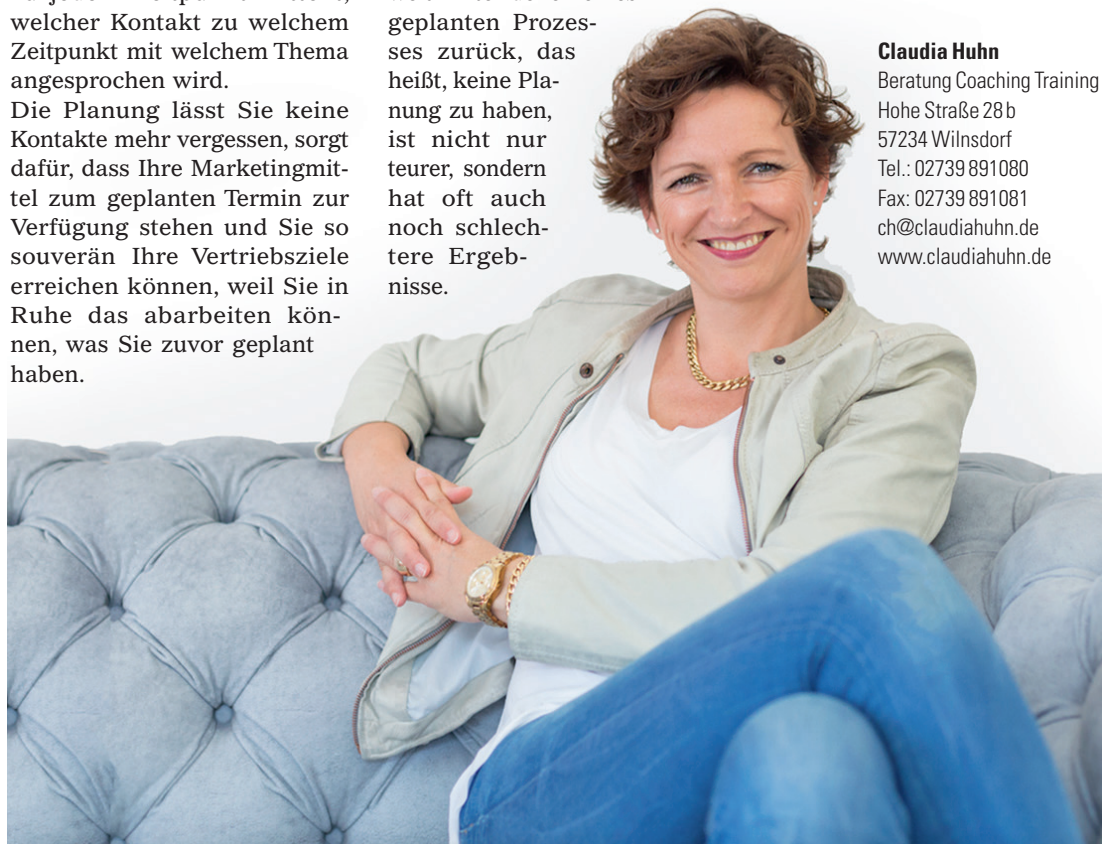 welcher Kontakt zu welchem
Zeitpunkt mit welchem Thema
angesprochen wird.
Die Planung lässt Sie keine
Kontakte mehr vergessen, sorgt
dafür, dass Ihre Marketingmit-
tel zum geplanten Termin zur
Verfügung stehen und Sie so
souverän Ihre Vertriebsziele
erreichen können, weil Sie in
Ruhe das abarbeiten kön-
nen, was Sie zuvor geplant
haben.
geplanten Prozes-
ses zurück, das
heißt, keine Pla-
nung zu haben,
ist nicht nur
teurer, sondern
hat oft auch
noch schlech-
tere Ergeb-
nisse.
Claudia Huhn
Beratung Coaching Training
Hohe Straße 28 b
57234 Wilnsdorf
Tel.: 02739 891080
Fax: 02739 891081
ch@claudiahuhn.de
www.claudiahuhn.de